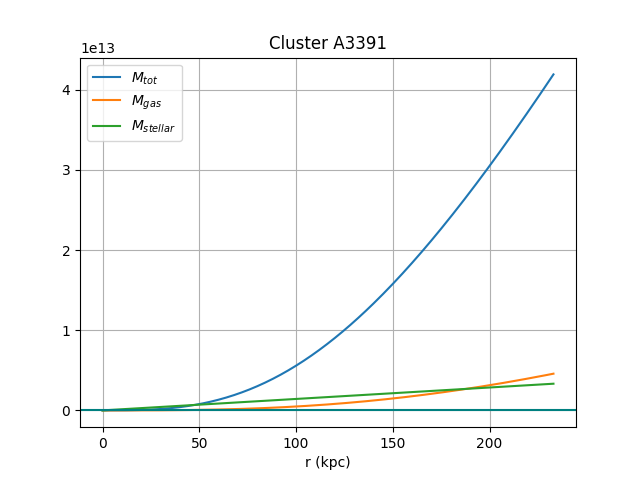 Cluster A3391
1e13
M_tot
M_gas
M_stellar
4
3
2
1
0
0 50 100 150 200
r (kpc)